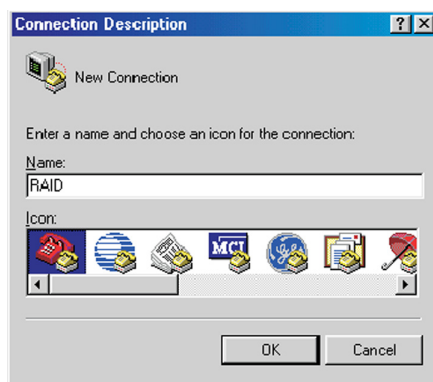 Connection Description
New Connection
Enter a name and choose an icon for the connection:
Name:
RAID
Icon:
MCI
OK
Cancel